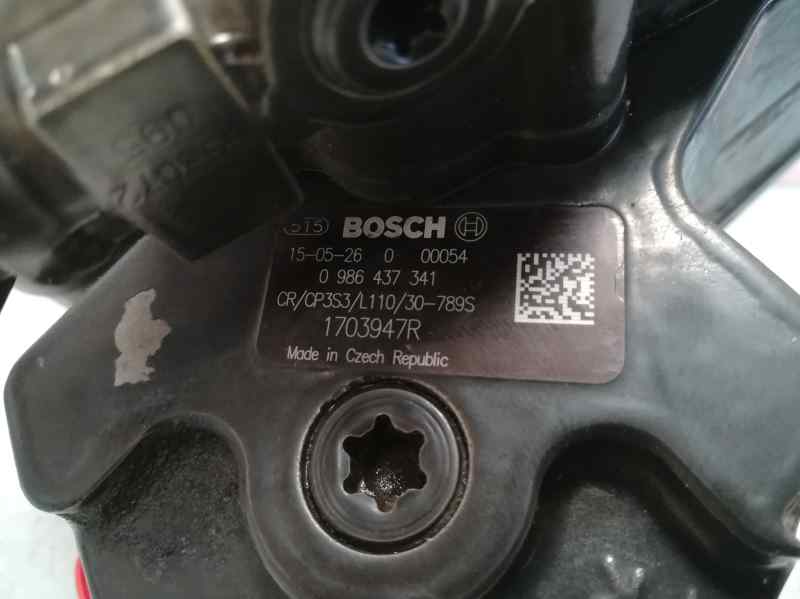 515 BOSCH
15-05-26 0 00054
0 986 437 341
CR/CP3S3/L110/30-789S
1703947R
Made in Czech Republic